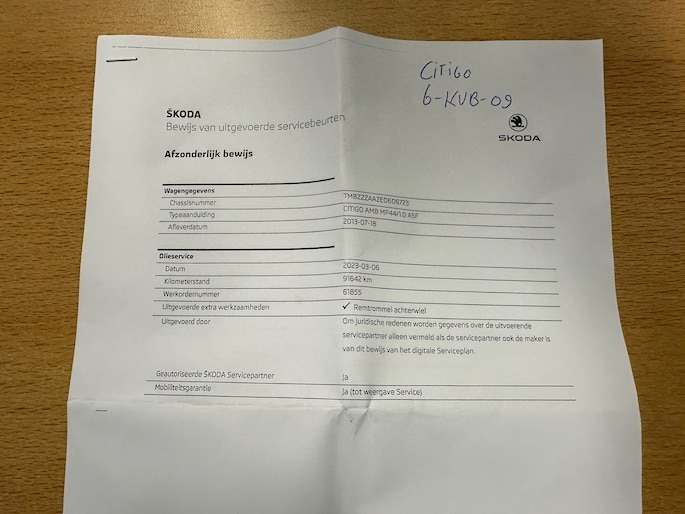 Citigo
6-KVB-09
ŠKODA
Bewijs van uitgevoerde servicebeurten
ŠKODA
Afzonderlijk bewijs
Wagengegevens
Chassisnummer TMBZZZAAZED606723
Typeaanduiding CITIGO AMB MP44/1.0 A5F
Afleverdatum 2013-07-18
Olieservice
Datum 2023-03-06
Kilometerstand 91642 km
Werkordernummer 61855
Uitgevoerde extra werkzaamheden ✓ Remtrommel achterwiel
Uitgevoerd door Om juridische redenen worden gegevens over de uitvoerende
servicepartner alleen vermeld als de servicepartner ook de maker is
van dit bewijs van het digitale Serviceplan.
Geautoriseerde ŠKODA Servicepartner Ja
Mobiliteitsgarantie Ja (tot weergave Service)